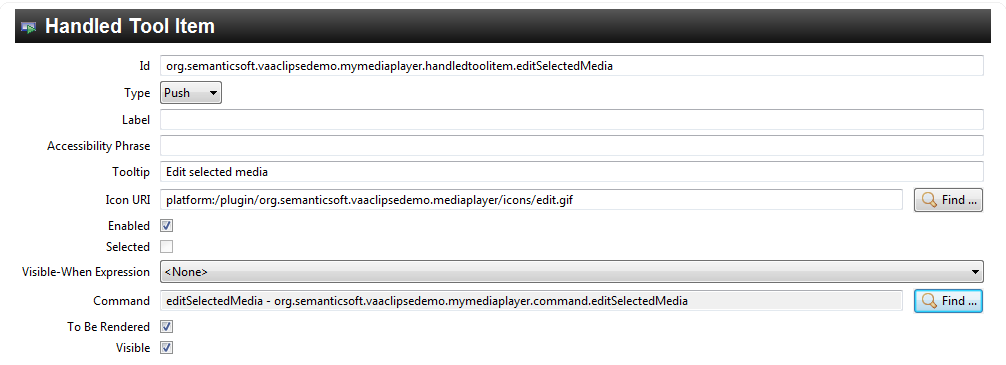 Handled Tool Item
Id org.semanticsoft.vaaclipsedemo.mymediaplayer.handledtoolitem.editSelectedMedia
Type Push
Label
Accessibility Phrase
Tooltip Edit selected media
Icon URI platform:/plugin/org.semanticsoft.vaaclipsedemo.mediaplayer/icons/edit.gif Find ...
Enabled
Selected
Visible-When Expression <None>
Command editSelectedMedia - org.semanticsoft.vaaclipsedemo.mymediaplayer.command.editSelectedMedia Find ...
To Be Rendered
Visible